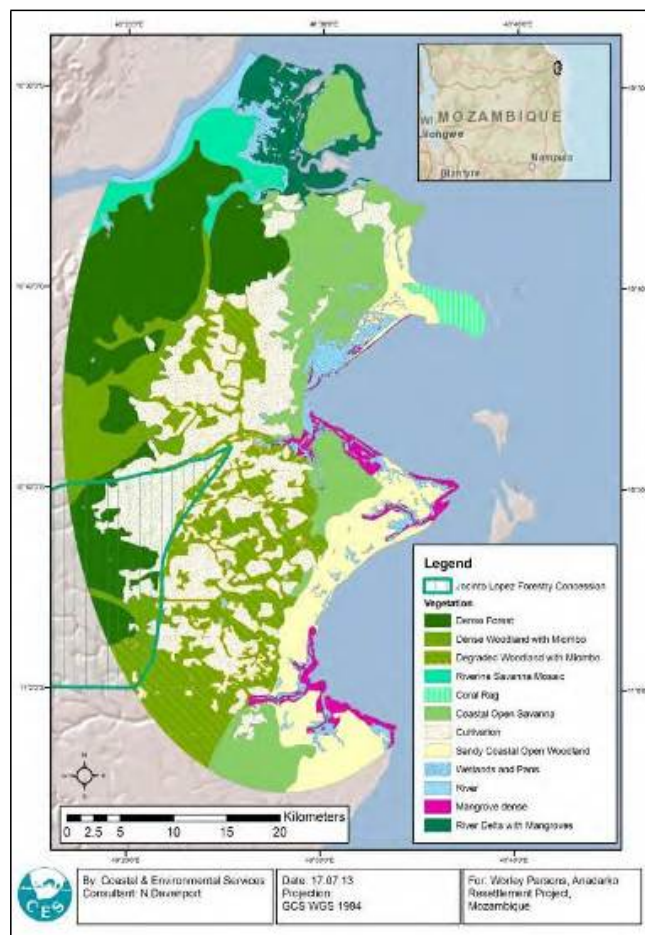 MOZAMBIQUE
Nampula
Blantyre
Legend
Jacinto Lopez Forestry Concession
Vegetation
Dense Forest
Dense Woodland with Miombo
Degraded Woodland with Miombo
Riverine Savanna Mosaic
Coral Rag
Coastal Open Savanna
Cultivation
Sandy Coastal Open Woodland
Wetlands and Pans
River
Mangrove dense
River Delta with Mangroves
N
Kilometers
0 2.5 5 10 15 20
CES
By: Coastal & Environmental Services
Consultant: N.Davenport
Date: 17.07.13
Projection:
GCS WGS 1984
For: Worley Parsons, Anadarko
Resettlement Project,
Mozambique